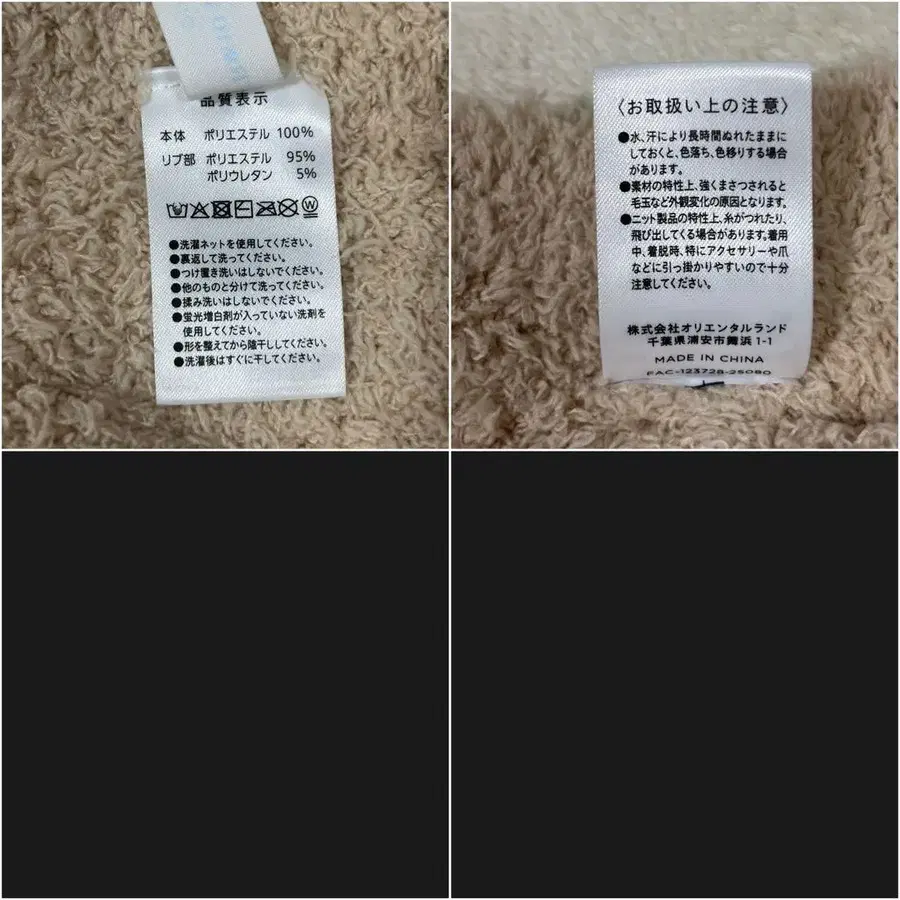 品質表示
本体 ポリエステル 100%
リブ部 ポリエステル 95%
ポリウレタン 5%
●洗濯ネットを使用してください。
●裏返して洗ってください。
●つけ置き洗いはしないでください。
●他のものと分けて洗ってください。
●揉み洗いはしないでください。
●蛍光増白剤が入っていない洗剤を
使用してください。
●形を整えてから陰干ししてください。
●洗濯後はすぐに干してください。
〈お取扱い上の注意〉
●水、汗により長時間ぬれたままに
しておくと、色落ち、色移りする場合
があります。
●素材の特性上、強くまさつされると
毛玉など外観変化の原因となります。
●ニット製品の特性上、糸がつれたり、
飛び出してくる場合があります。着用
中、着脱時、特にアクセサリーや爪
などに引っ掛かりやすいので十分
注意してください。
株式会社オリエンタルランド
千葉県浦安市舞浜1-1
MADE IN CHINA
FAC-123728-25080